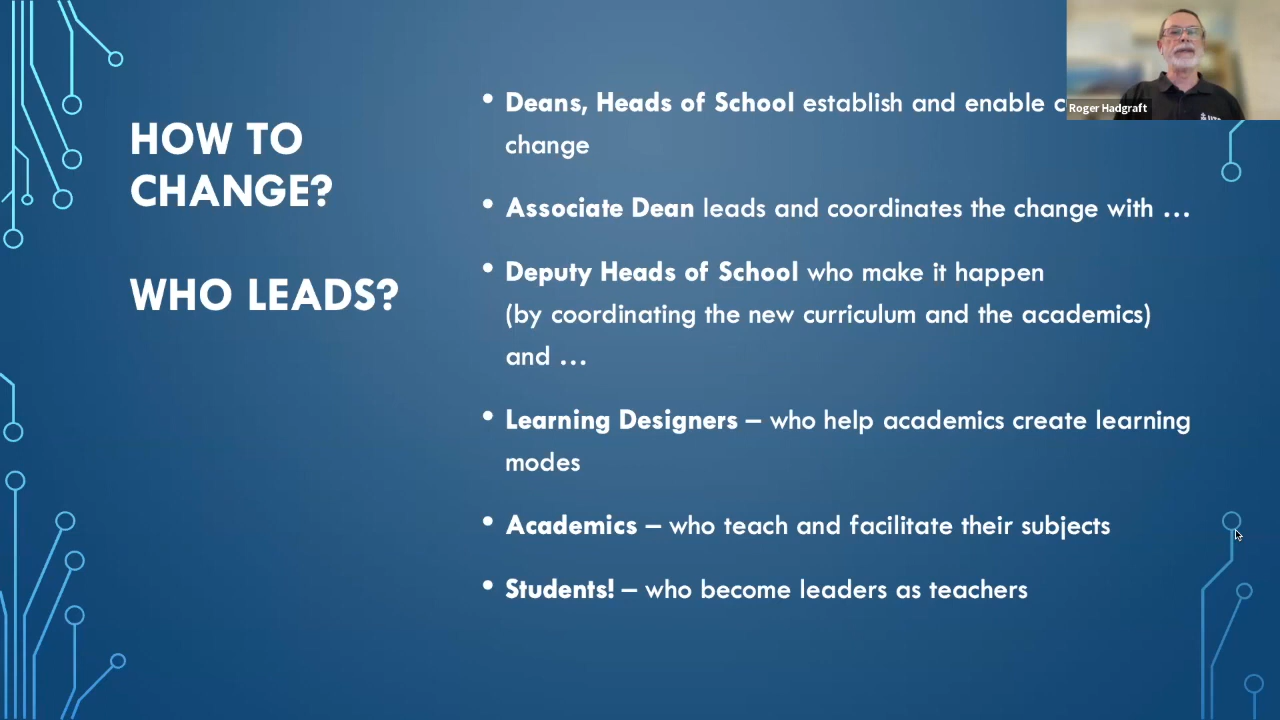 HOW TO
CHANGE?
WHO LEADS?
• Deans, Heads of School establish and enable
change
• Associate Dean leads and coordinates the change with …
• Deputy Heads of School who make it happen
(by coordinating the new curriculum and the academics)
and …
• Learning Designers – who help academics create learning
modes
• Academics – who teach and facilitate their subjects
• Students! – who become leaders as teachers
Roger Hadgraft